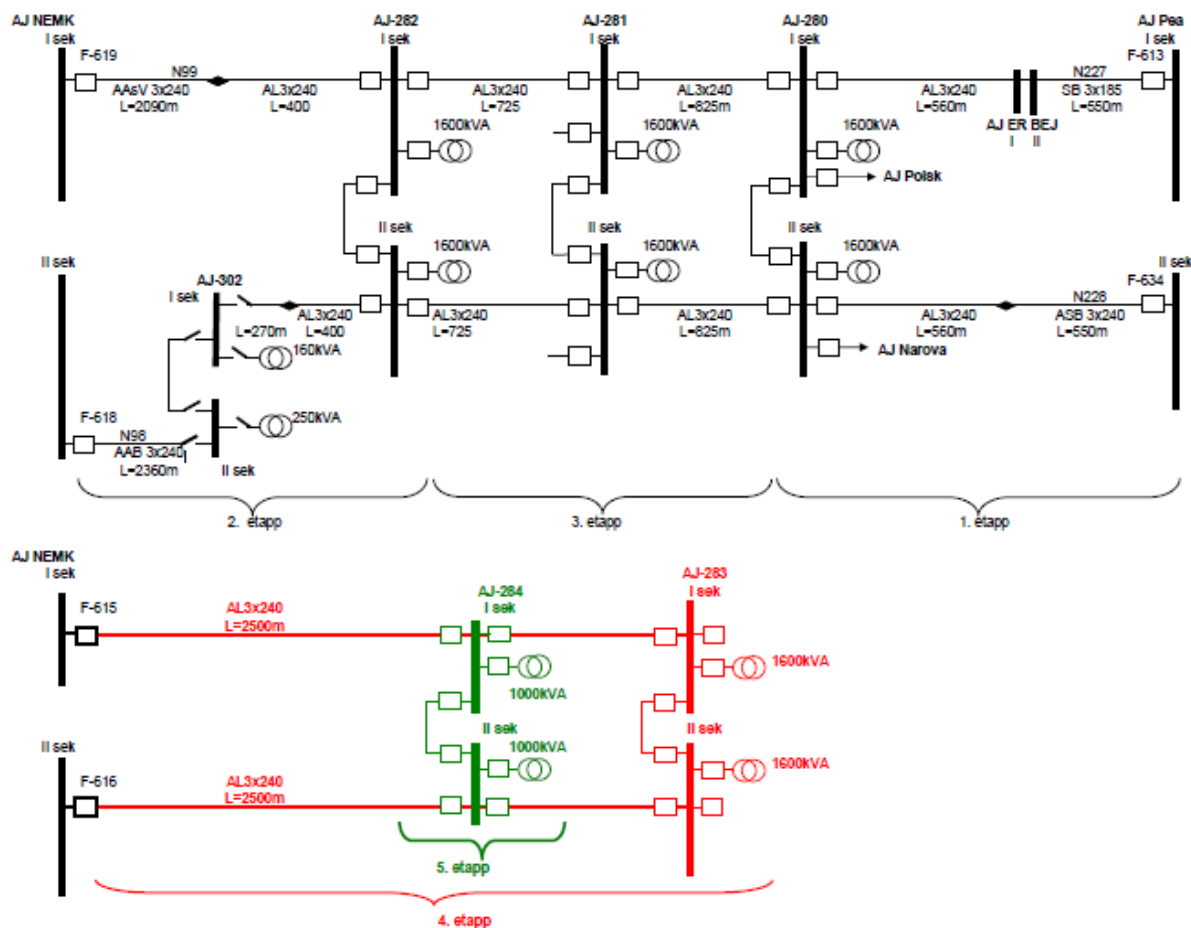 AJ NEMK
I sek
AJ-282
I sek
AJ-281
I sek
AJ-280
I sek
AJ Pea
I sek
F-619
N99
AAsV 3x240
L=2090m
AL3x240
L=400
AL3x240
L=725
AL3x240
L=825m
AL3x240
L=560m
N227
SB 3x185
L=550m
F-613
AJ ER BEJ
I II
1600kVA
1600kVA
1600kVA
AJ Polsk
II sek
II sek
II sek
II sek
II sek
AJ-302
I sek
1600kVA
1600kVA
1600kVA
F-634
L=270m
AL3x240
L=400
AL3x240
L=725
AL3x240
L=825m
AL3x240
L=560m
N228
ASB 3x240
L=550m
160kVA
AJ Narova
250kVA
F-618
N98
AAB 3x240
L=2360m
II sek
2. etapp
3. etapp
1. etapp
AJ NEMK
I sek
F-615
AL3x240
L=2500m
AJ-284
I sek
AJ-283
I sek
1000kVA
1600kVA
II sek
II sek
II sek
1000kVA
1600kVA
F-616
AL3x240
L=2500m
5. etapp
4. etapp